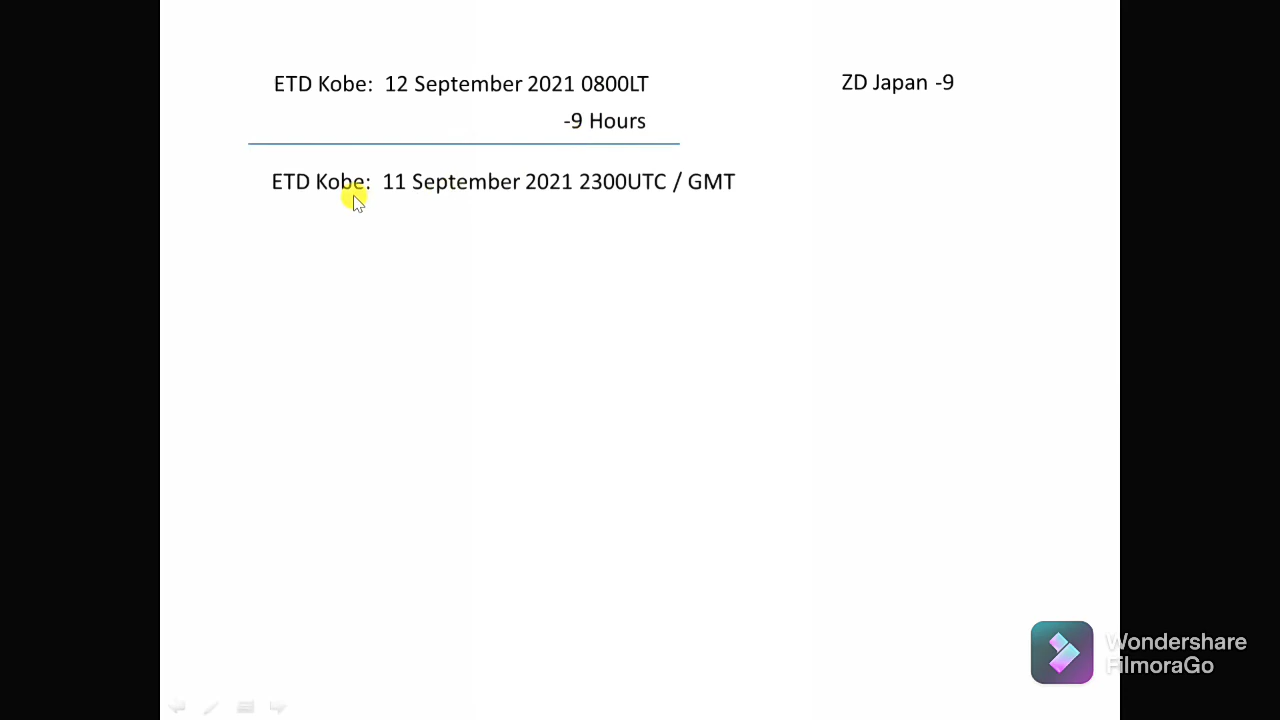 ETD Kobe: 12 September 2021 0800LT
ZD Japan -9
-9 Hours
ETD Kobe: 11 September 2021 2300UTC / GMT
Wondershare
FilmoraGo